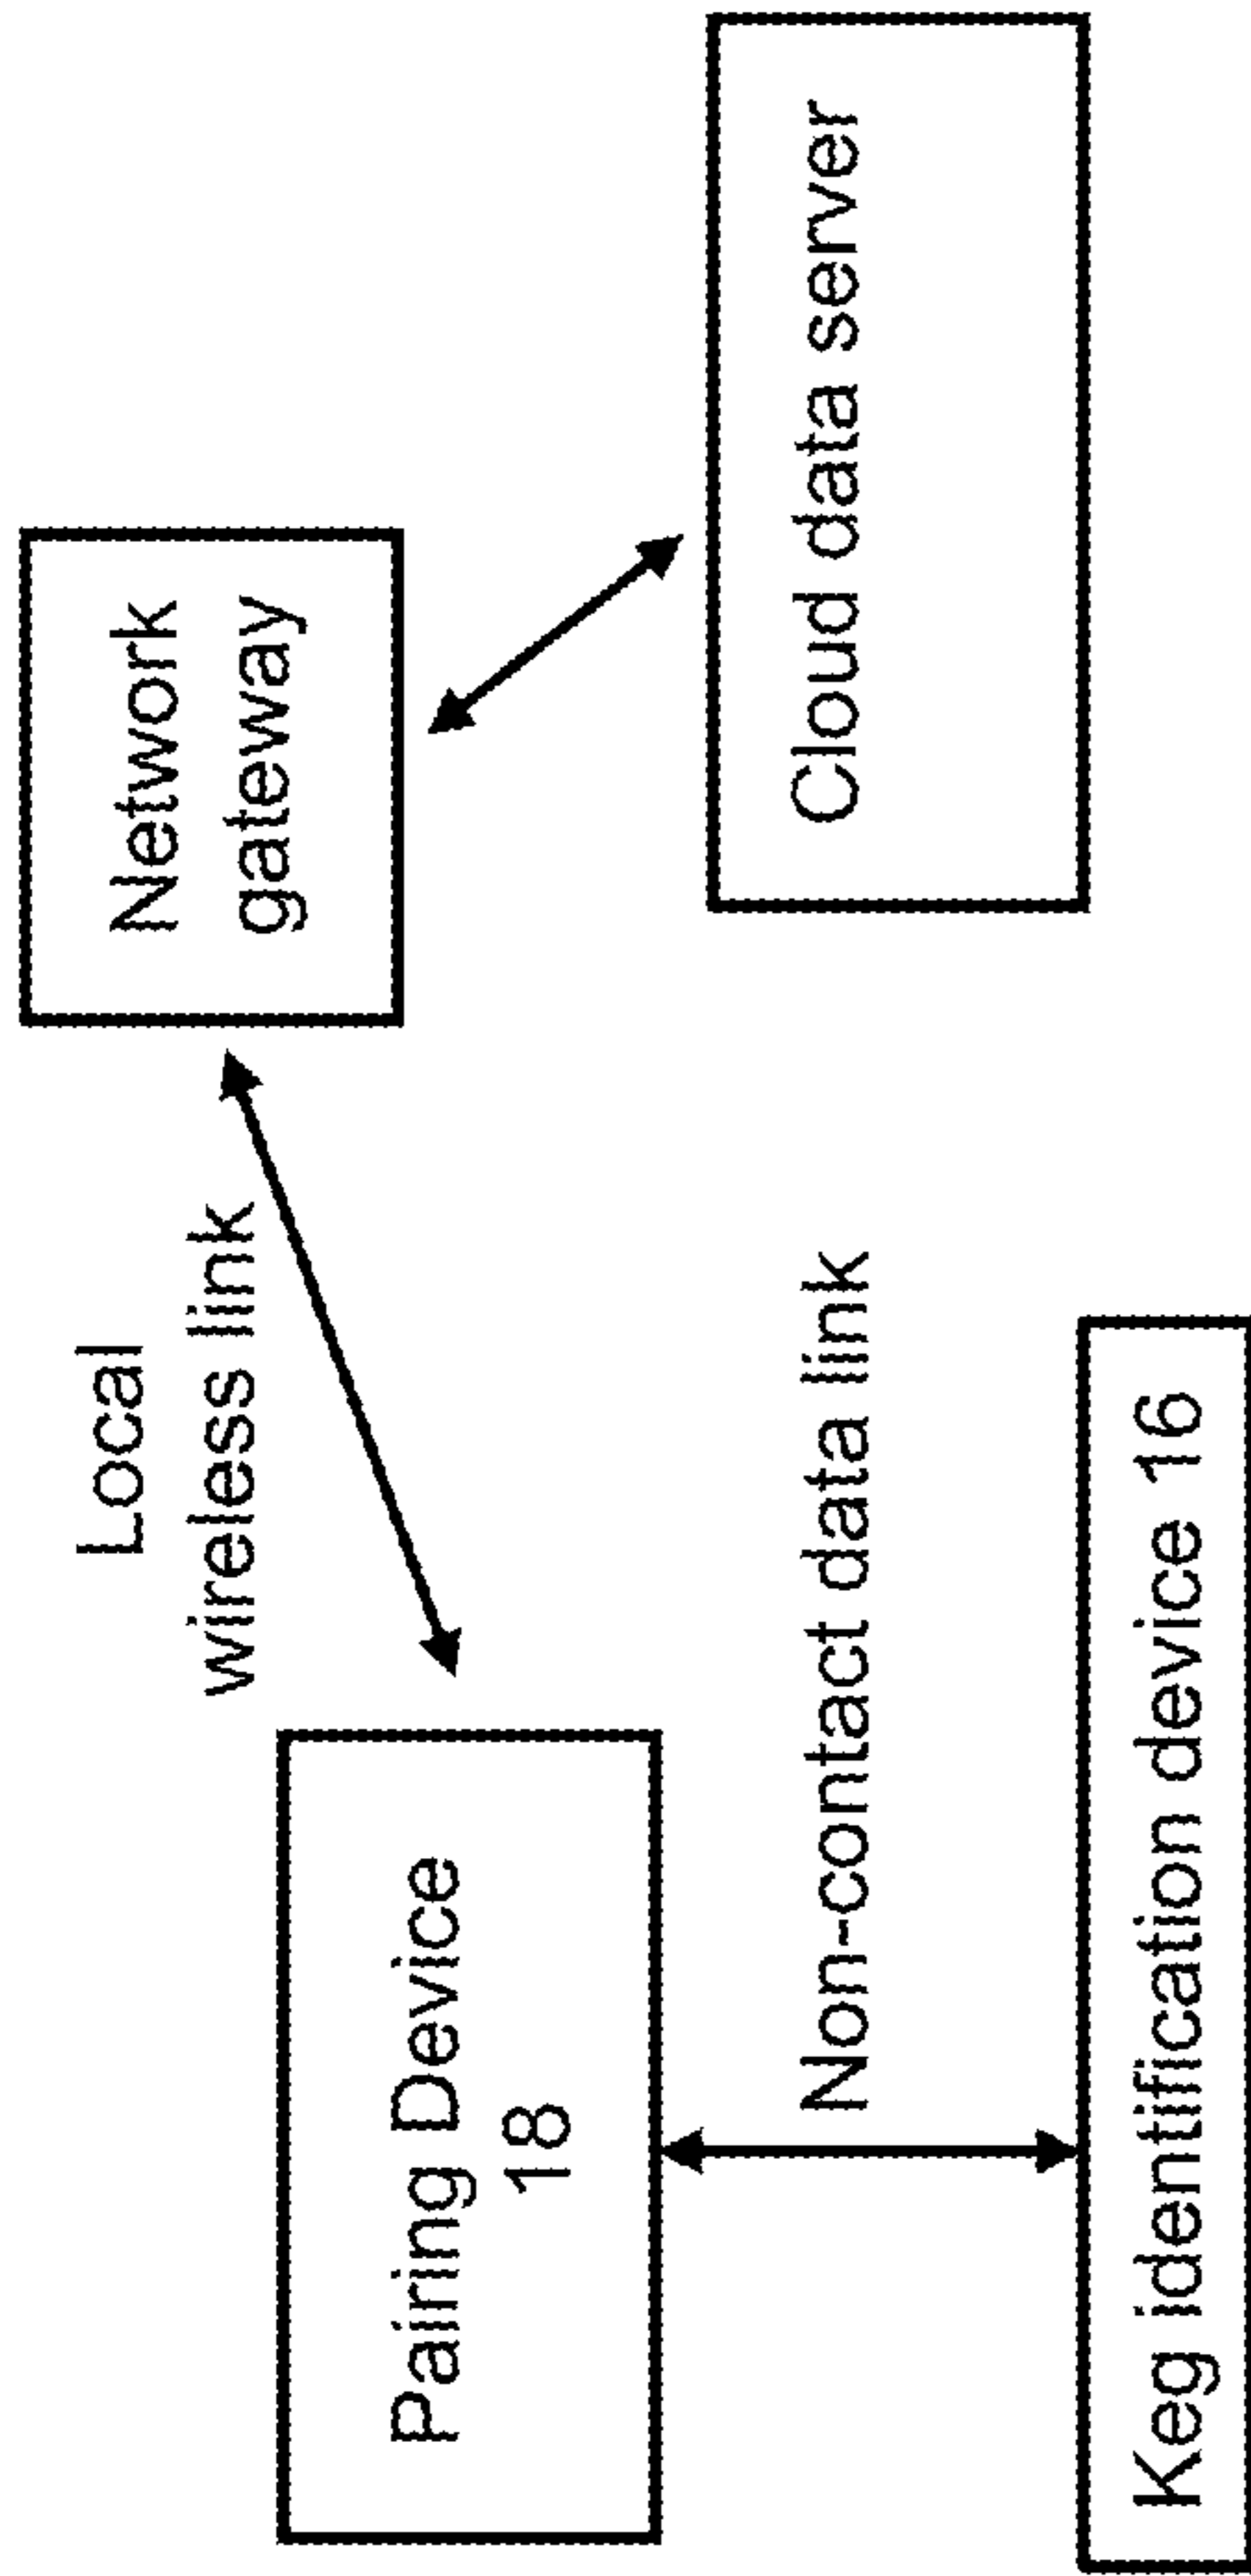 Local
wireless link
Network
gateway
Pairing Device
18
Non-contact data link
Cloud data server
Keg identification device 16